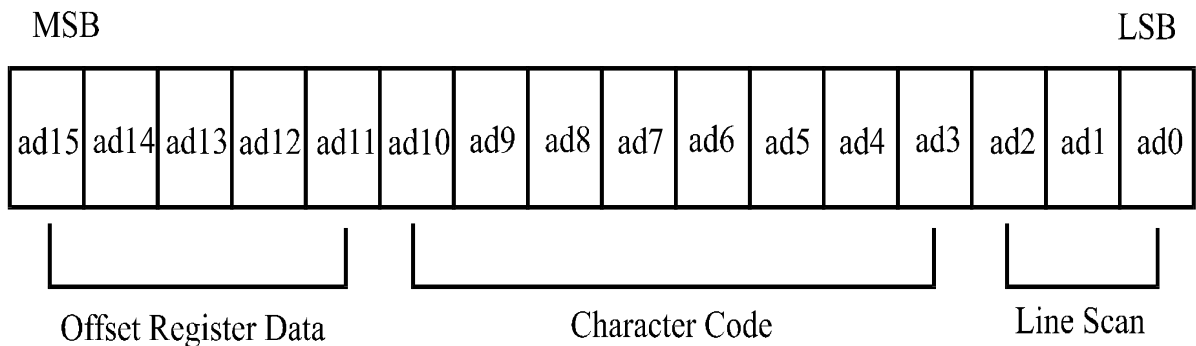 MSB LSB
ad15 ad14 ad13 ad12 ad11 ad10 ad9 ad8 ad7 ad6 ad5 ad4 ad3 ad2 ad1 ad0
Offset Register Data Character Code Line Scan